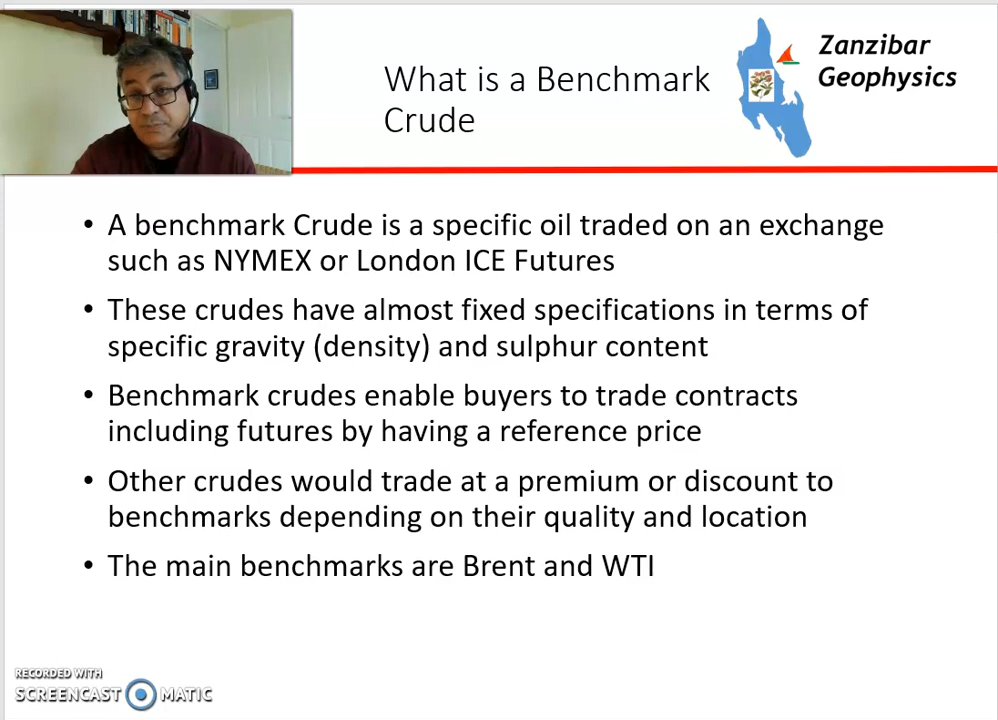 What is a Benchmark
Crude
Zanzibar
Geophysics
• A benchmark Crude is a specific oil traded on an exchange
such as NYMEX or London ICE Futures
• These crudes have almost fixed specifications in terms of
specific gravity (density) and sulphur content
• Benchmark crudes enable buyers to trade contracts
including futures by having a reference price
• Other crudes would trade at a premium or discount to
benchmarks depending on their quality and location
• The main benchmarks are Brent and WTI
RECORDED WITH
SCREENCAST MATIC